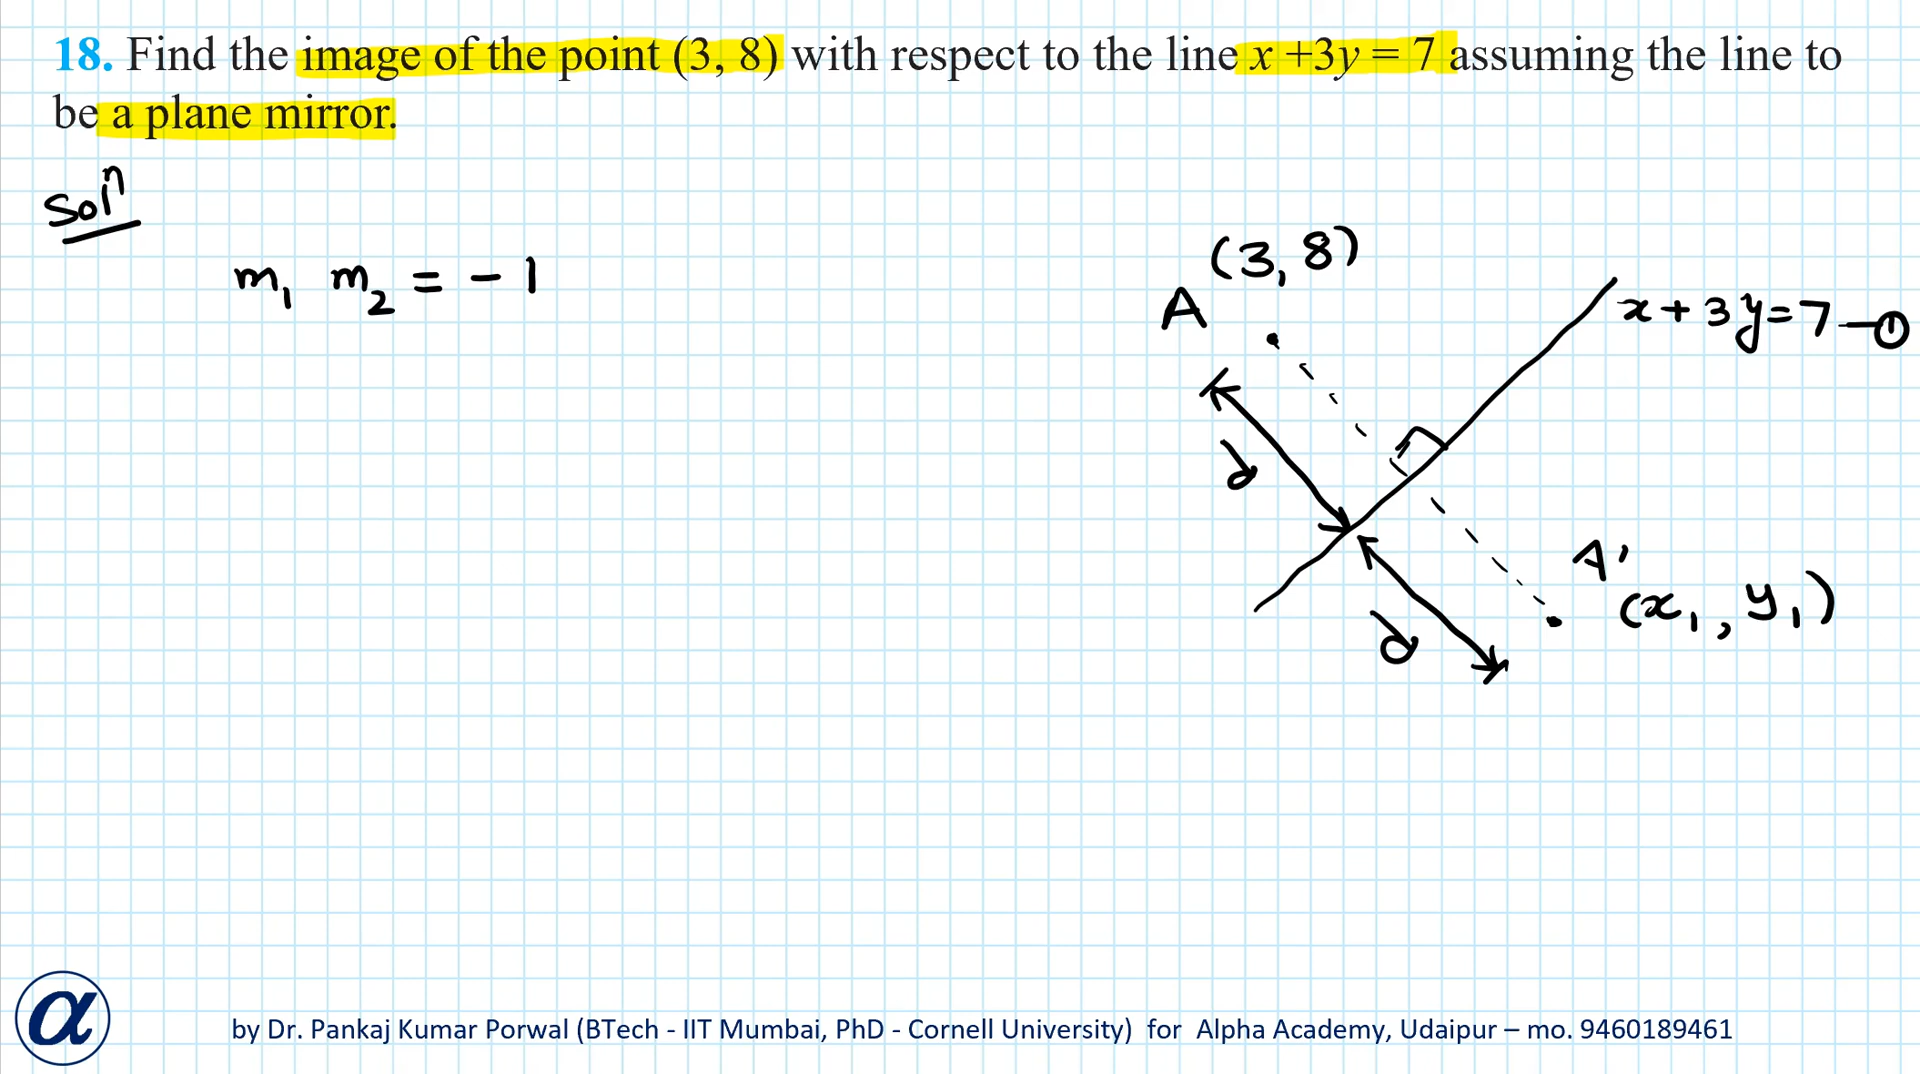 18. Find the image of the point (3, 8) with respect to the line x +3y = 7 assuming the line to
be a plane mirror.
Solⁿ
m₁ m₂ = - 1
(3, 8)
A
x + 3y = 7 — ①
d
A'
(x₁, y₁)
d
α
by Dr. Pankaj Kumar Porwal (BTech - IIT Mumbai, PhD - Cornell University) for Alpha Academy, Udaipur – mo. 9460189461